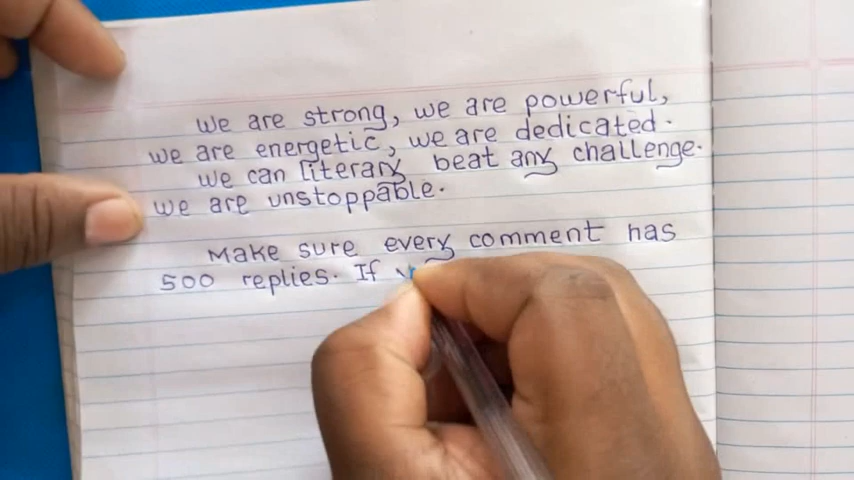 we are strong, we are powerful,
we are energetic, we are dedicated.
we can literary beat any challenge.
we are unstoppable.
Make sure every comment has
500 replies. If